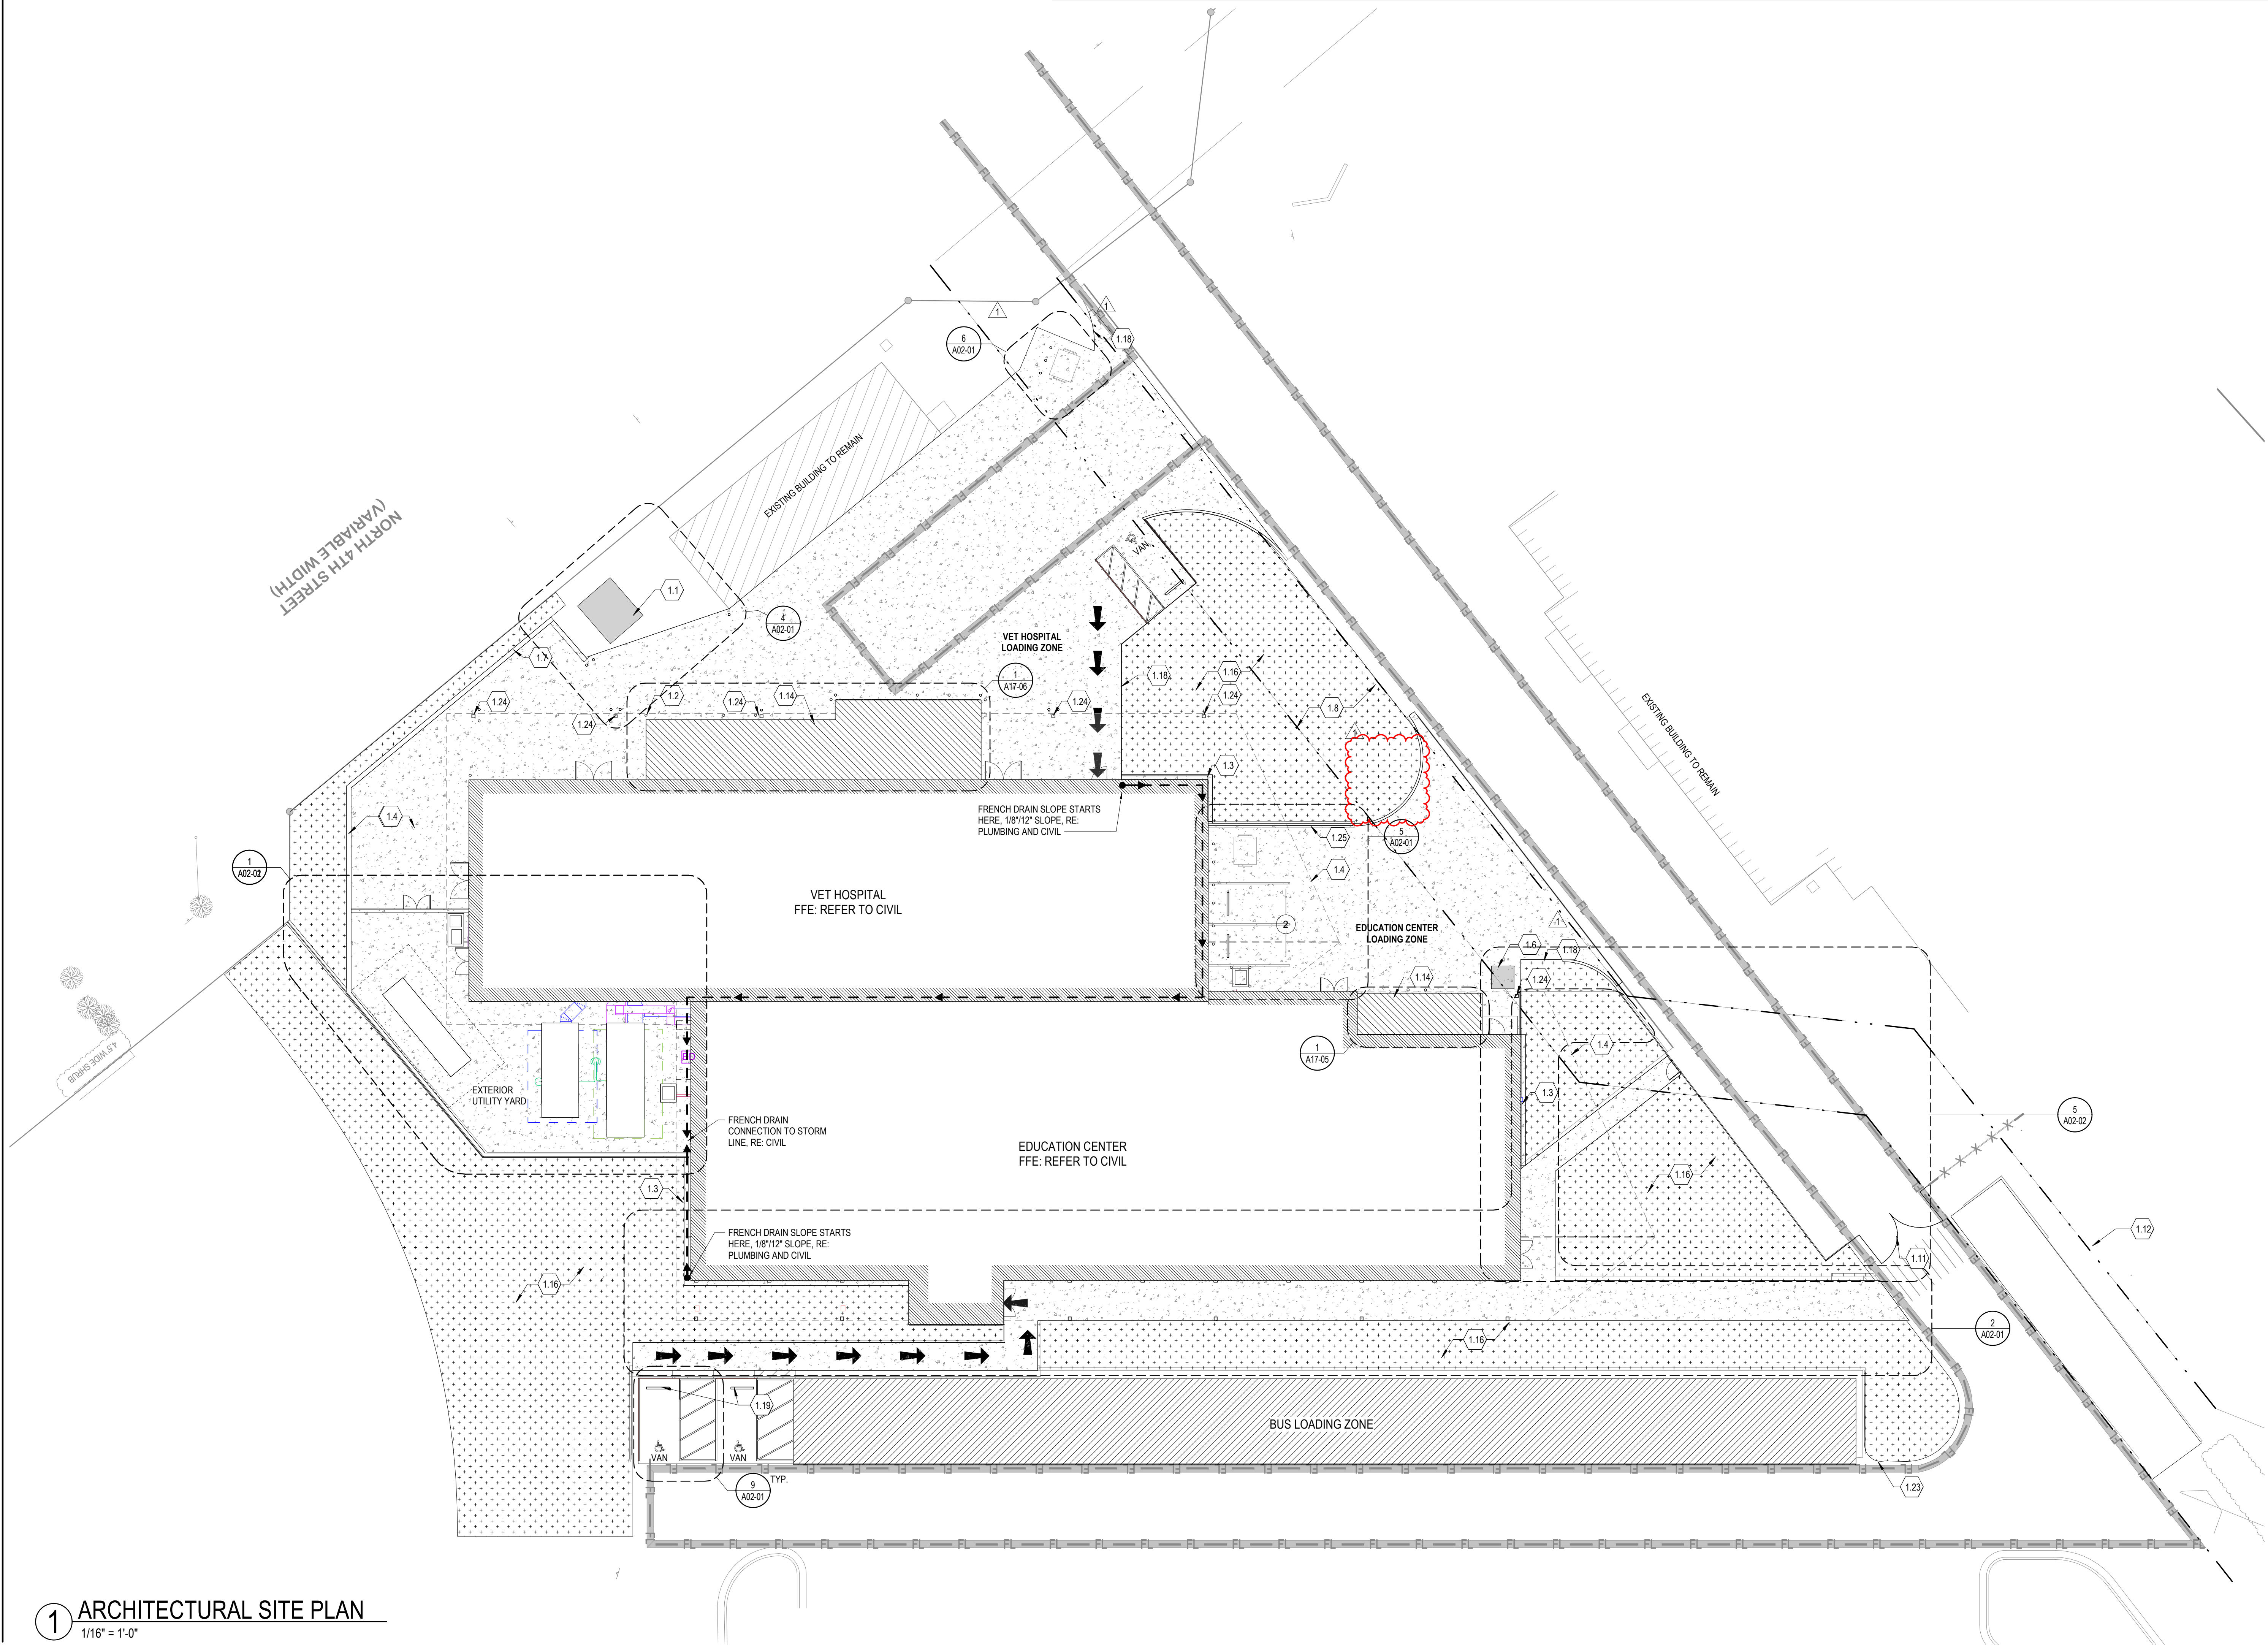 NORTH 4TH STREET
(VARIABLE WIDTH)
6
A02-01
1
1
1.18
EXISTING BUILDING TO REMAIN
VAN
1.1
4
A02-01
1.7
VET HOSPITAL
LOADING ZONE
1
A17-06
1.18
1.16
1.24
1.24
1.24
1.2
1.24
1.14
1.24
1.8
1
EXISTING BUILDING TO REMAIN
1.3
FRENCH DRAIN SLOPE STARTS
HERE, 1/8"/12" SLOPE, RE:
PLUMBING AND CIVIL
1.4
1.25
5
A02-01
1
A02-02
1.4
VET HOSPITAL
FFE: REFER TO CIVIL
2
EDUCATION CENTER
LOADING ZONE
1
1.6
1.18
1.14
1.24
4.5 WIDE SHRUB
1
A17-05
1.4
EXTERIOR
UTILITY YARD
1.3
5
A02-02
FRENCH DRAIN
CONNECTION TO STORM
LINE, RE: CIVIL
EDUCATION CENTER
FFE: REFER TO CIVIL
1.3
1.16
1.12
FRENCH DRAIN SLOPE STARTS
HERE, 1/8"/12" SLOPE, RE:
PLUMBING AND CIVIL
1.11
1.16
2
A02-01
1.16
1.19
BUS LOADING ZONE
VAN
VAN
TYP.
9
A02-01
1.23
1
ARCHITECTURAL SITE PLAN
1/16" = 1'-0"